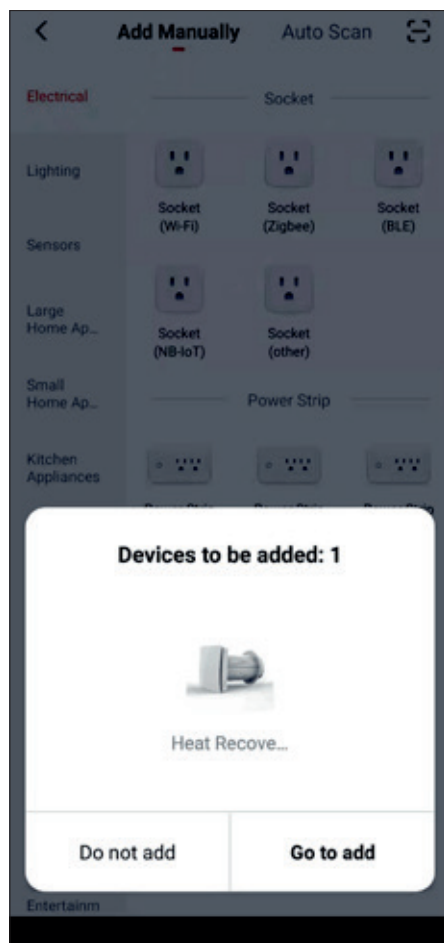 Add Manually Auto Scan
Electrical
Socket
Lighting
Socket
(Wi-Fi)
Socket
(Zigbee)
Socket
(BLE)
Sensors
Large
Home Ap...
Socket
(NB-IoT)
Socket
(other)
Small
Home Ap...
Power Strip
Kitchen
Appliances
Devices to be added: 1
Heat Recove...
Do not add
Go to add
Entertainm